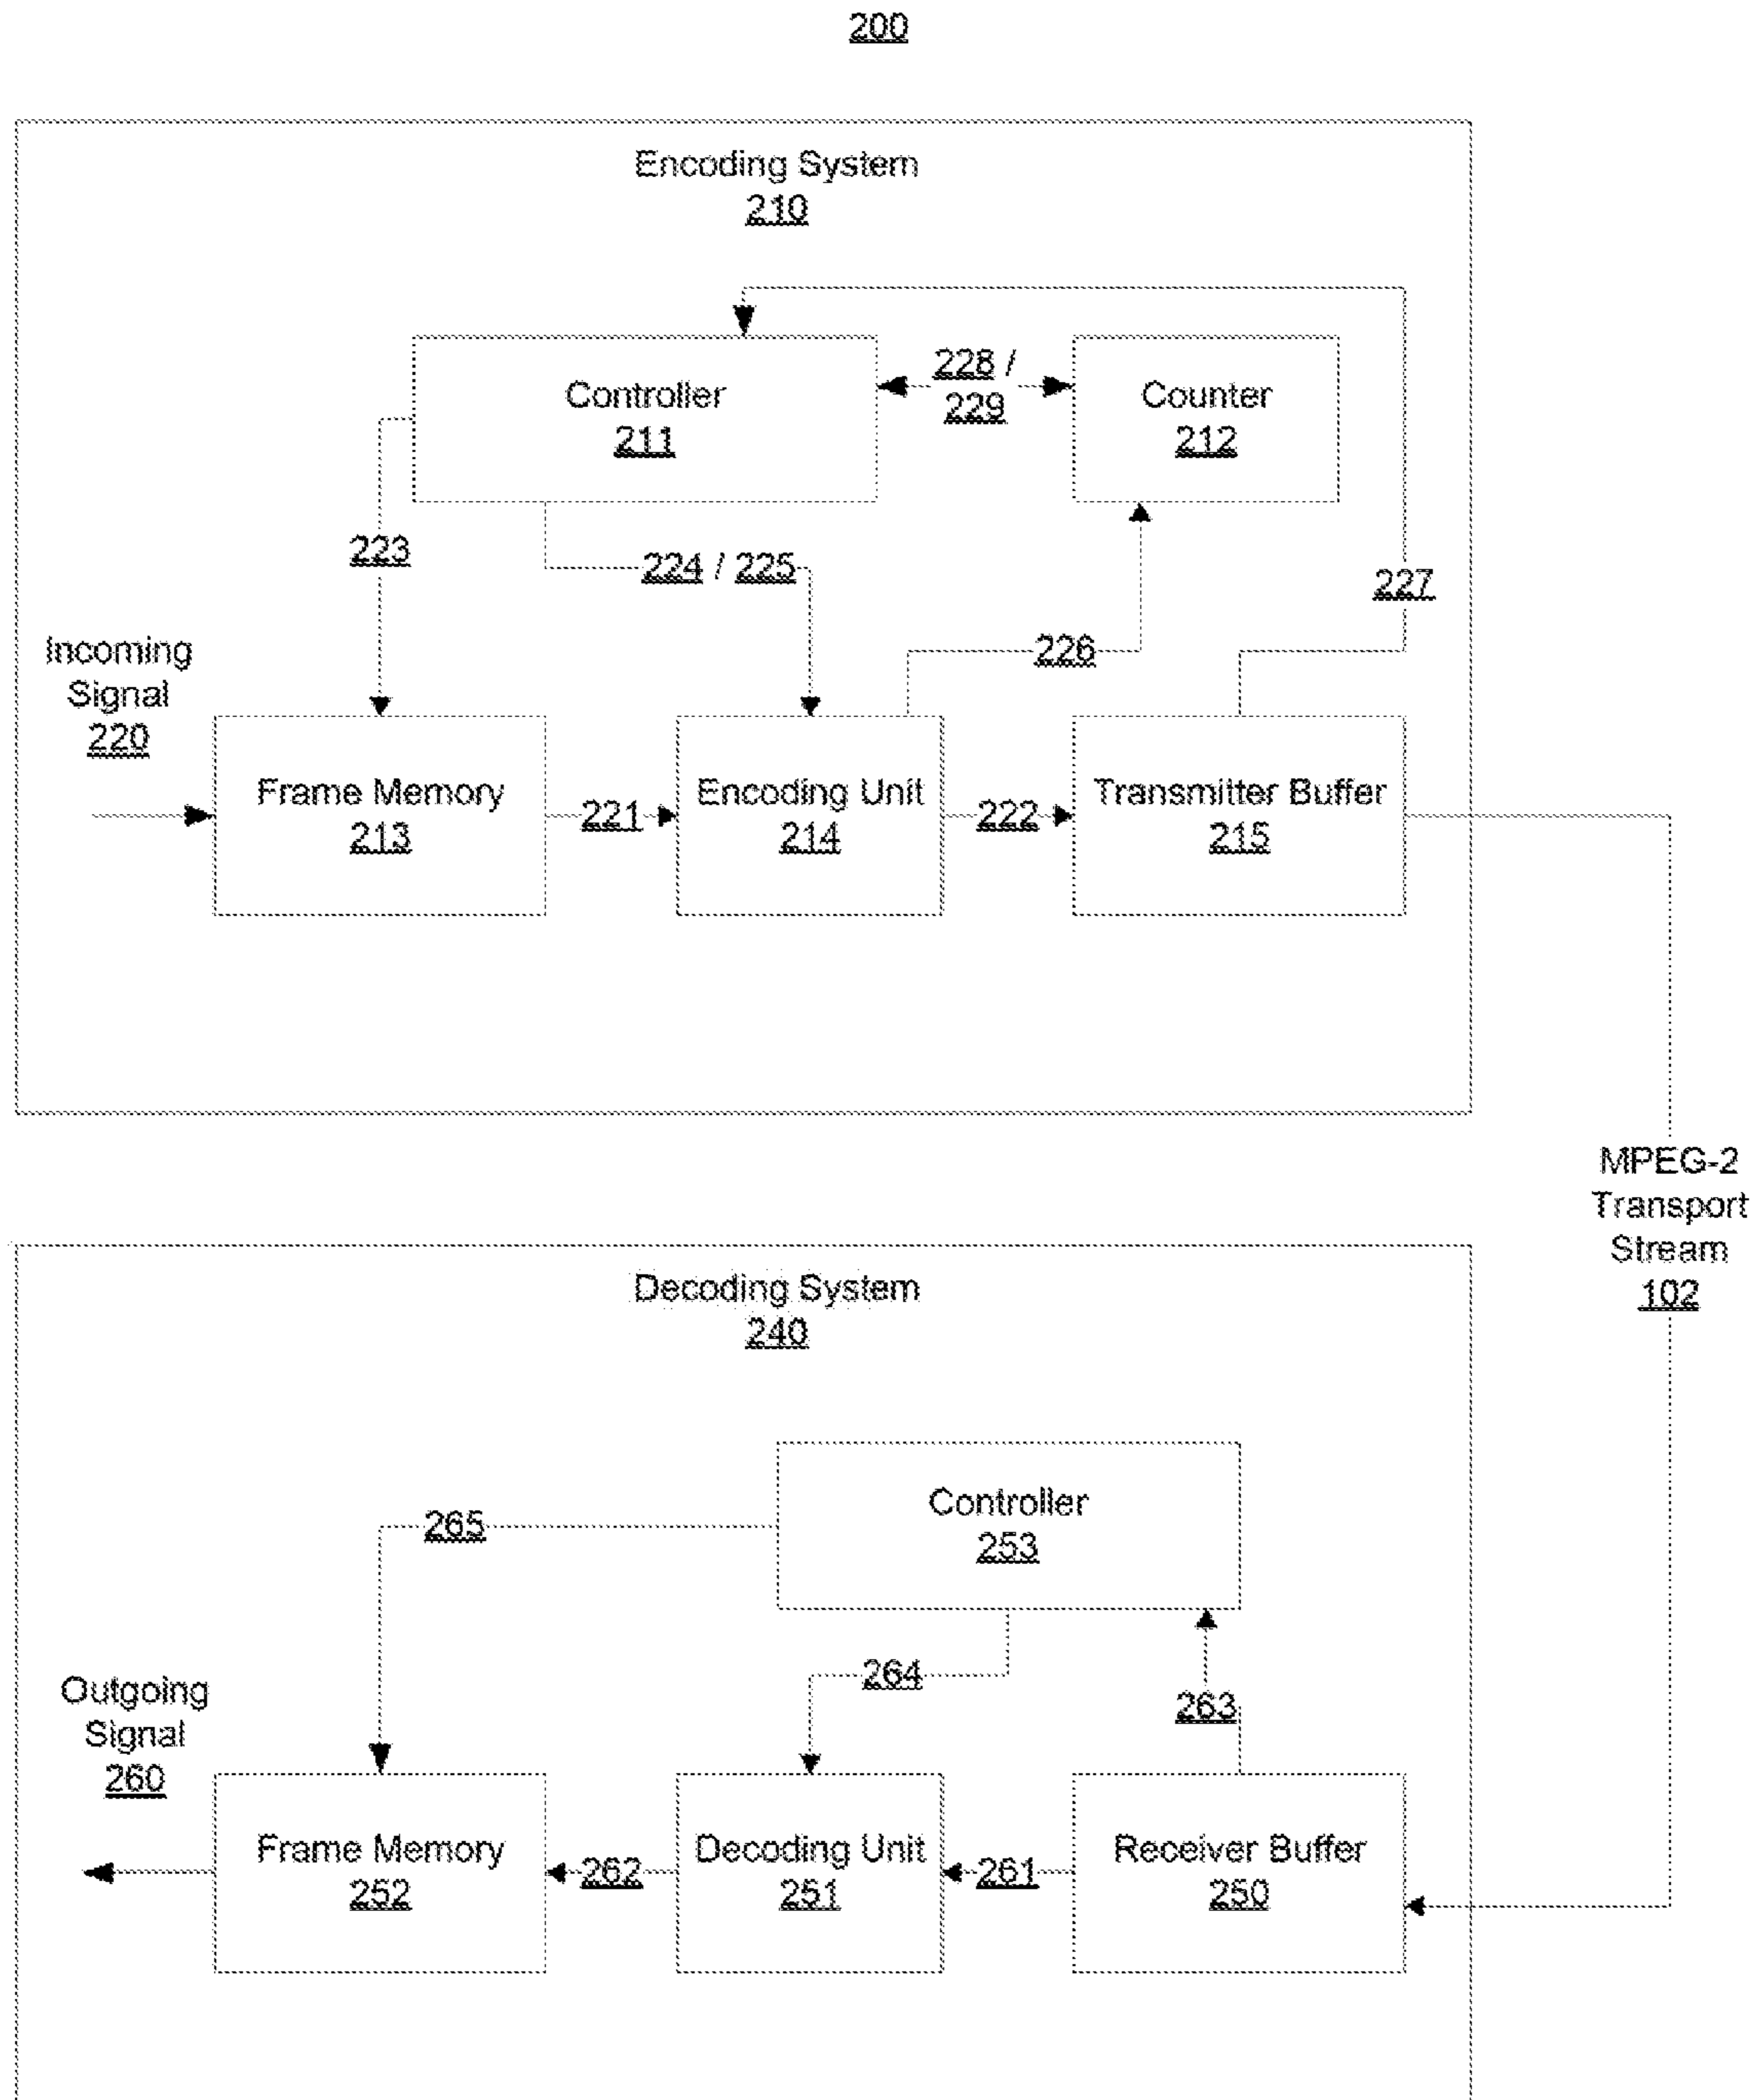 200
Encoding System
210
Controller
211
228 /
229
Counter
212
223
224 / 225
227
226
Incoming
Signal
220
Frame Memory
213
221
Encoding Unit
214
222
Transmitter Buffer
215
MPEG-2
Transport
Stream
102
Decoding System
240
Controller
253
265
264
263
Outgoing
Signal
260
Frame Memory
252
262
Decoding Unit
251
261
Receiver Buffer
250